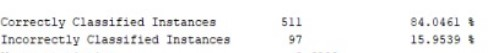 Correctly Classified Instances 511 84.0461 %
Incorrectly Classified Instances 97 15.9539 %